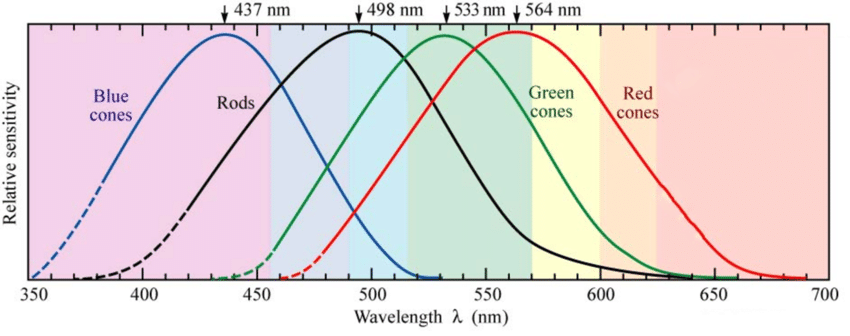 437 nm
498 nm
533 nm
564 nm
Blue
cones
Rods
Green
cones
Red
cones
Relative sensitivity
350
400
450
500
550
600
650
700
Wavelength λ (nm)